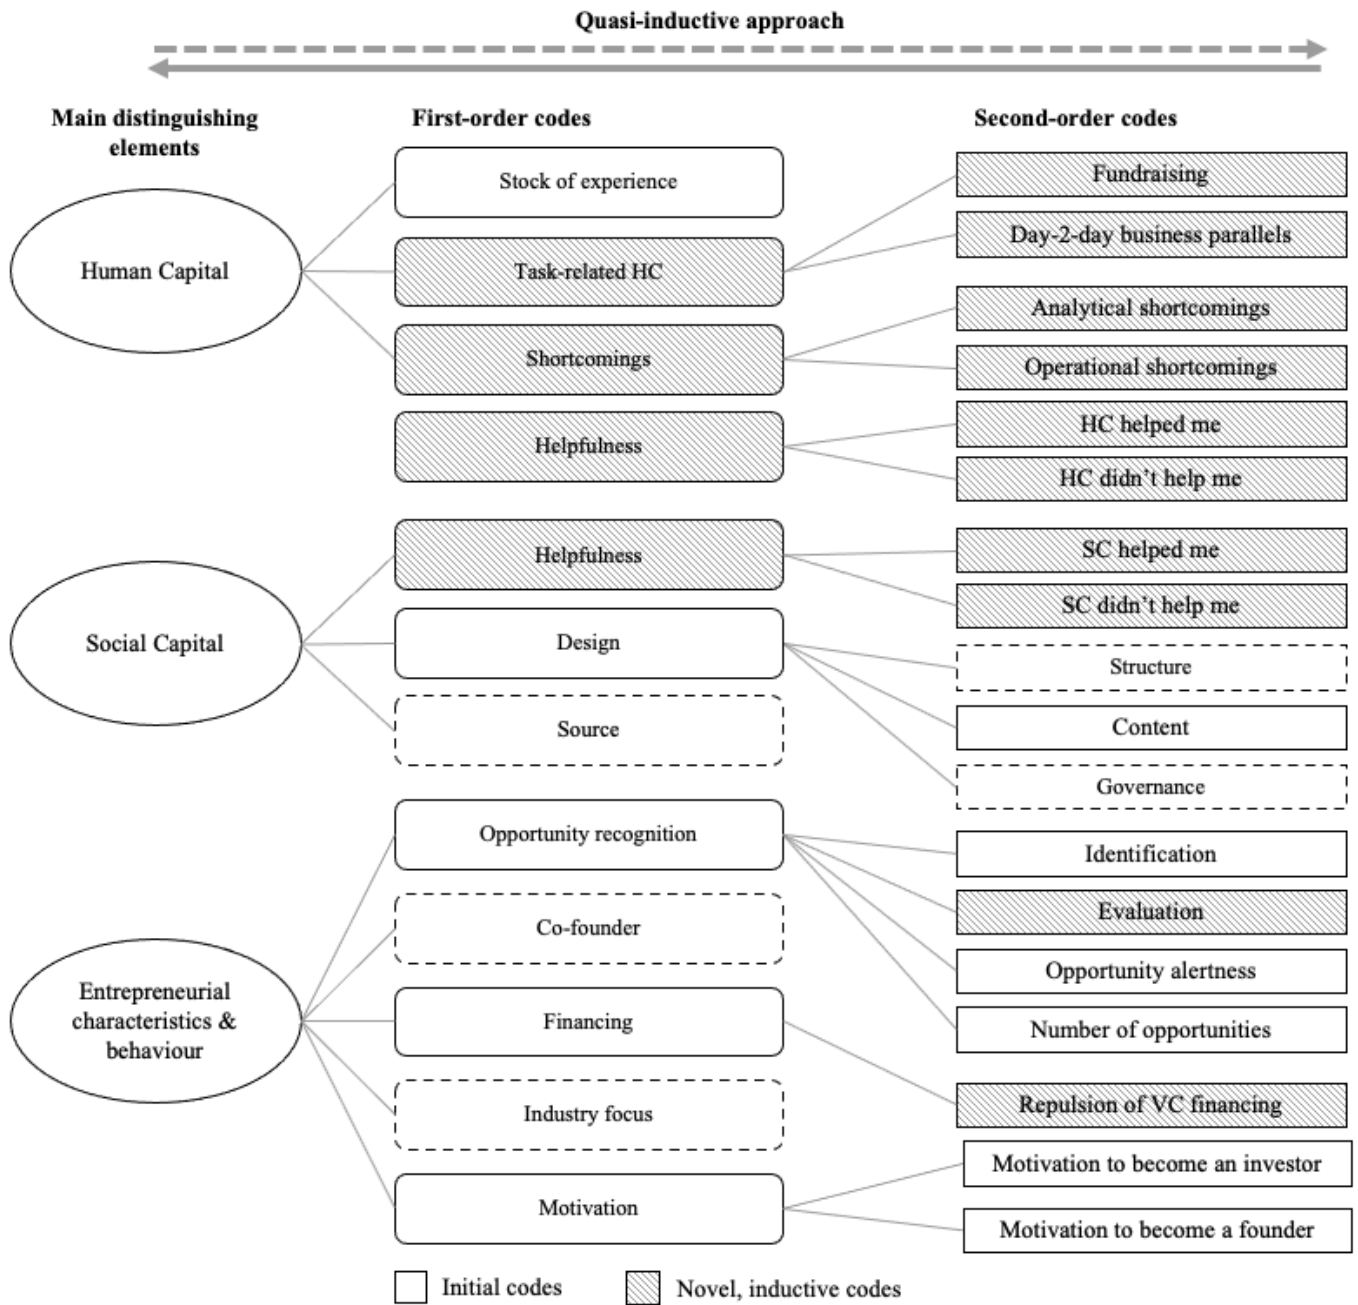 Quasi-inductive approach
Main distinguishing
elements
First-order codes
Second-order codes
Human Capital
Stock of experience
Task-related HC
Shortcomings
Helpfulness
Fundraising
Day-2-day business parallels
Analytical shortcomings
Operational shortcomings
HC helped me
HC didn't help me
Social Capital
Helpfulness
Design
Source
SC helped me
SC didn't help me
Structure
Content
Governance
Entrepreneurial
characteristics &
behaviour
Opportunity recognition
Co-founder
Financing
Industry focus
Motivation
Identification
Evaluation
Opportunity alertness
Number of opportunities
Repulsion of VC financing
Motivation to become an investor
Motivation to become a founder
Initial codes
Novel, inductive codes